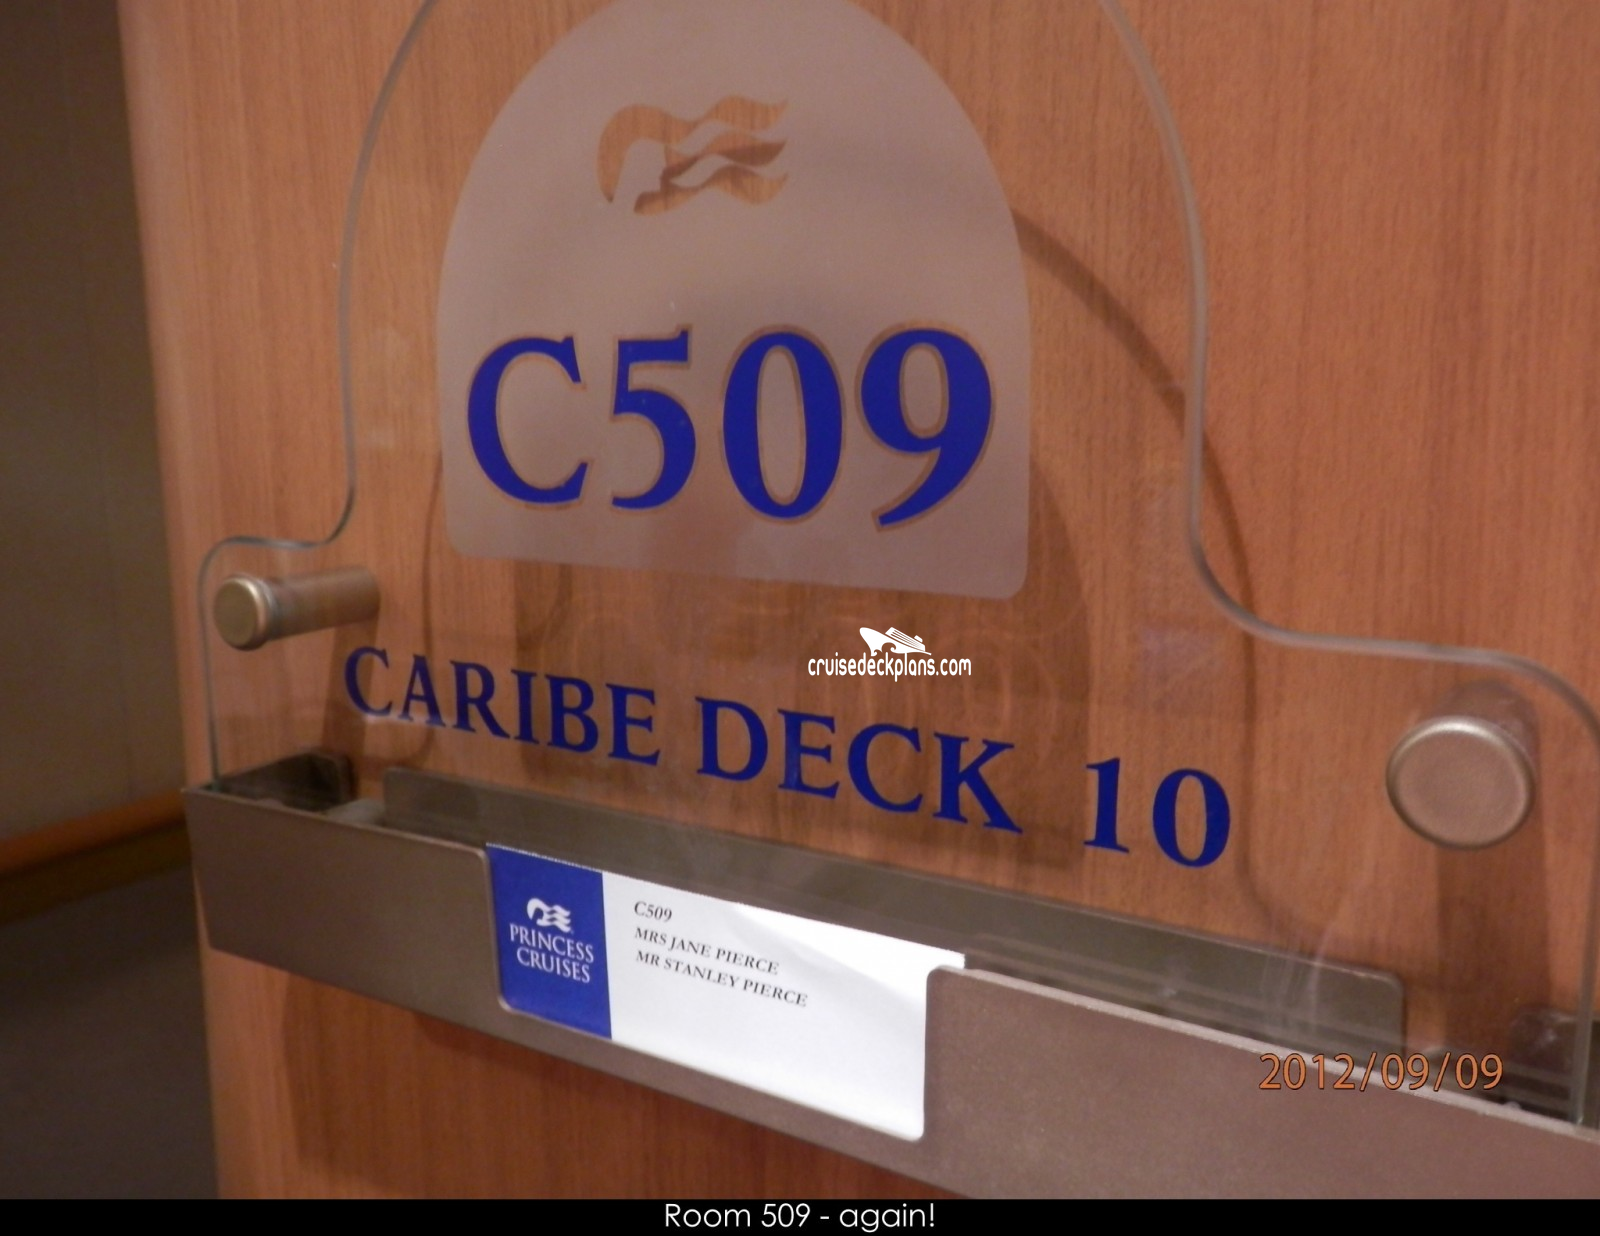 C509
cruisedeckplans.com
CARIBE DECK 10
PRINCESS
CRUISES
C509
MRS JANE PIERCE
MR STANLEY PIERCE
2012/09/09
Room 509 - again!